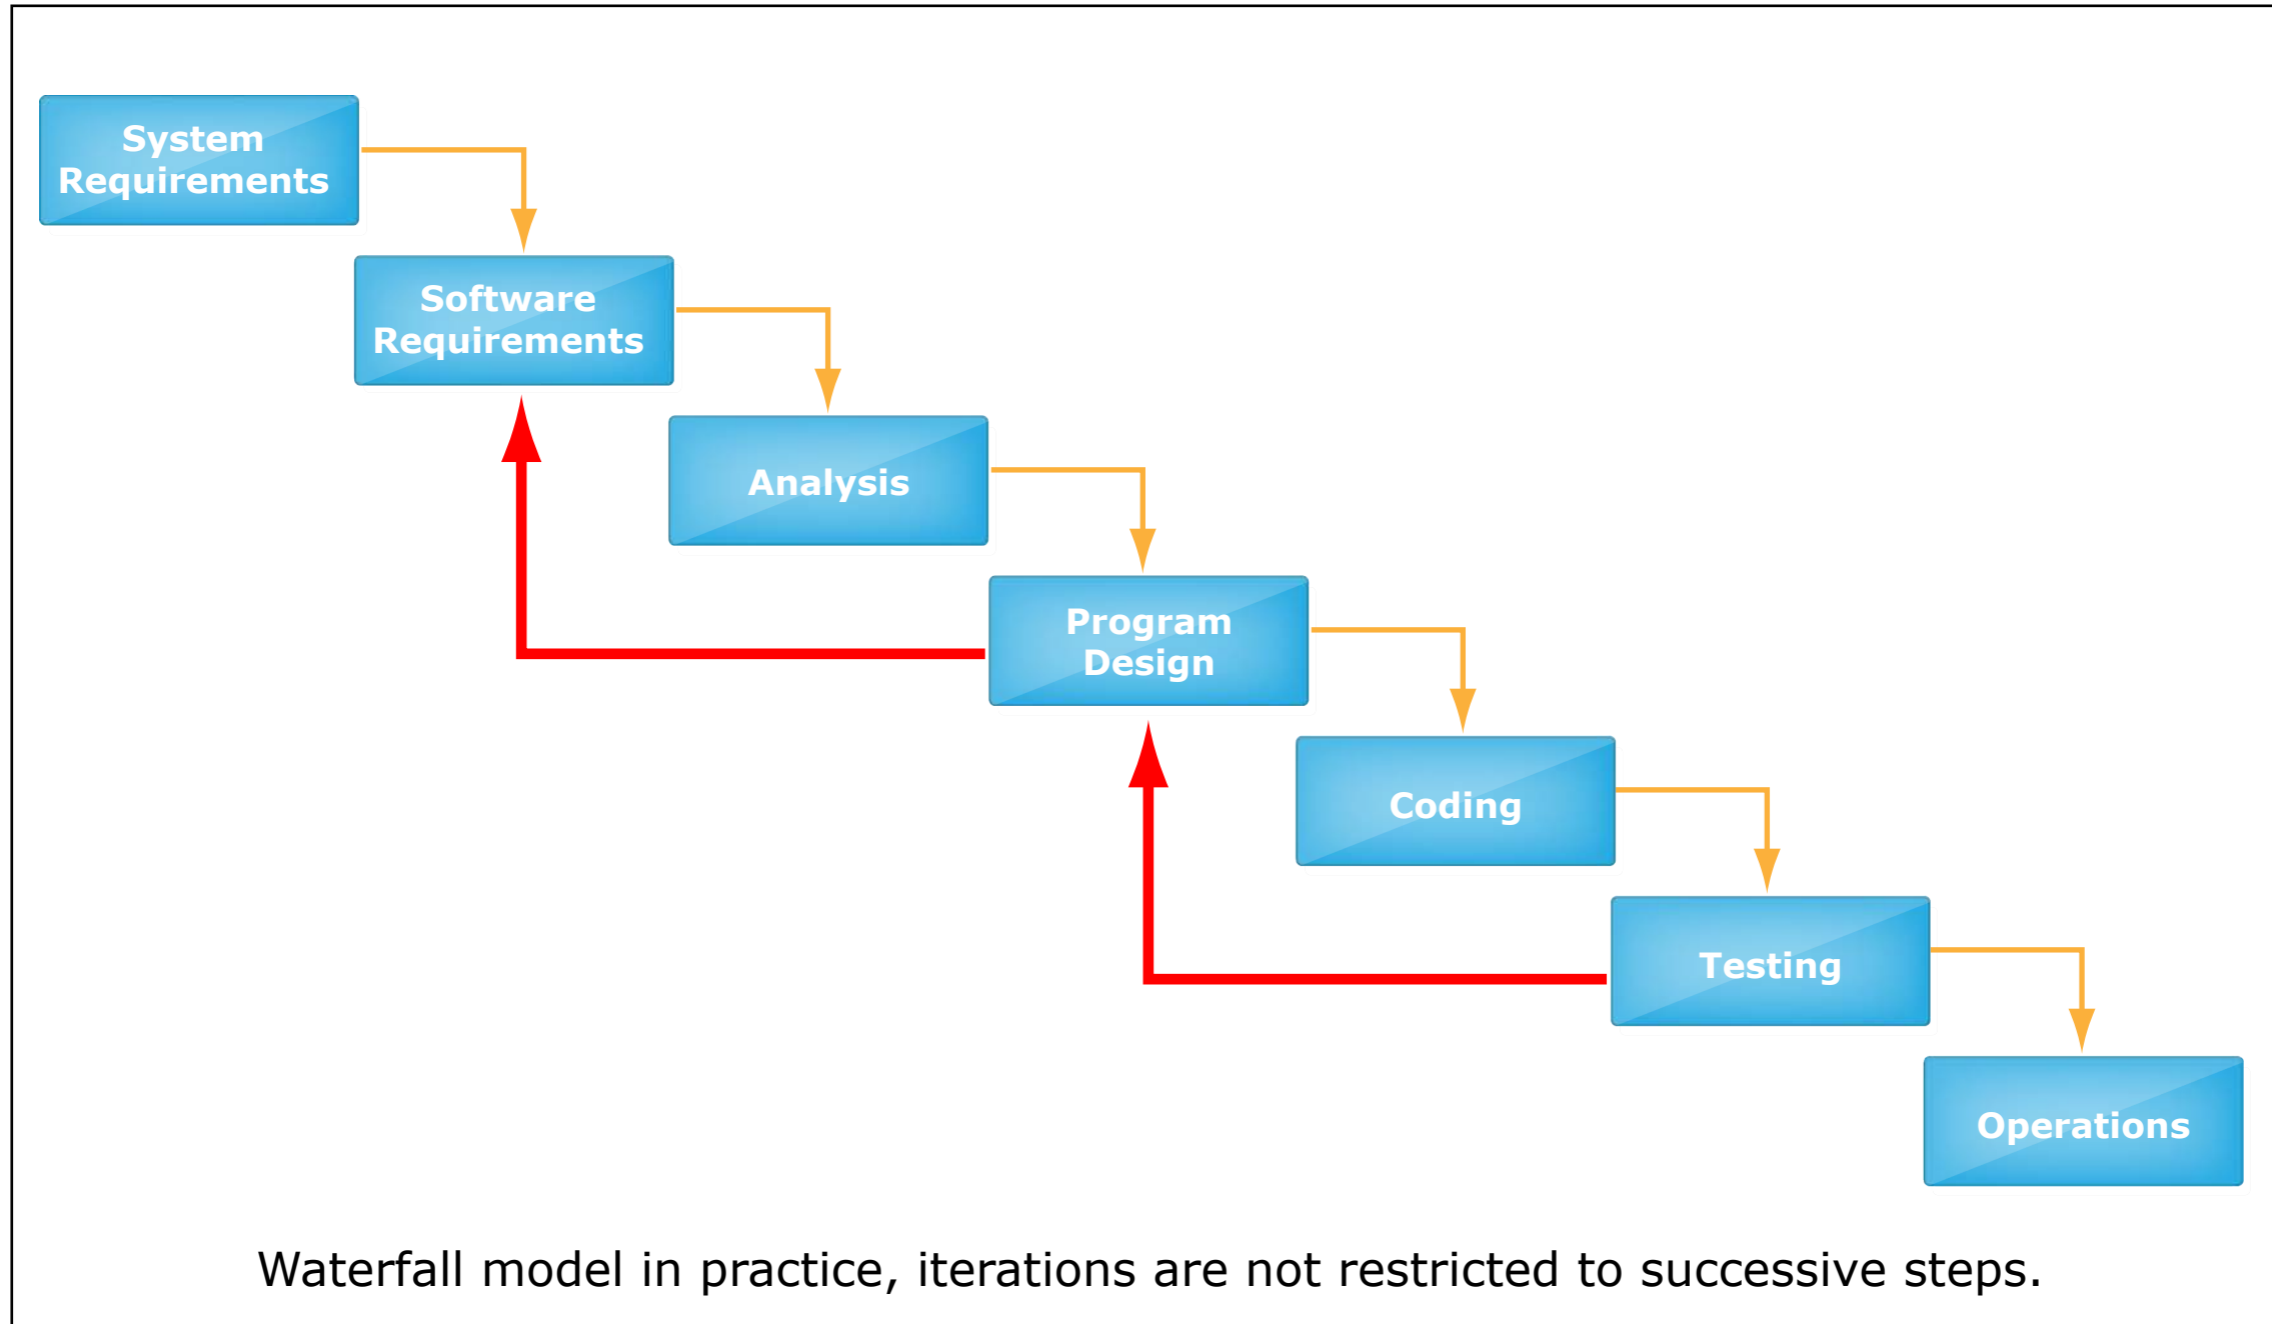 System
Requirements
Software
Requirements
Analysis
Program
Design
Coding
Testing
Operations
Waterfall model in practice, iterations are not restricted to successive steps.